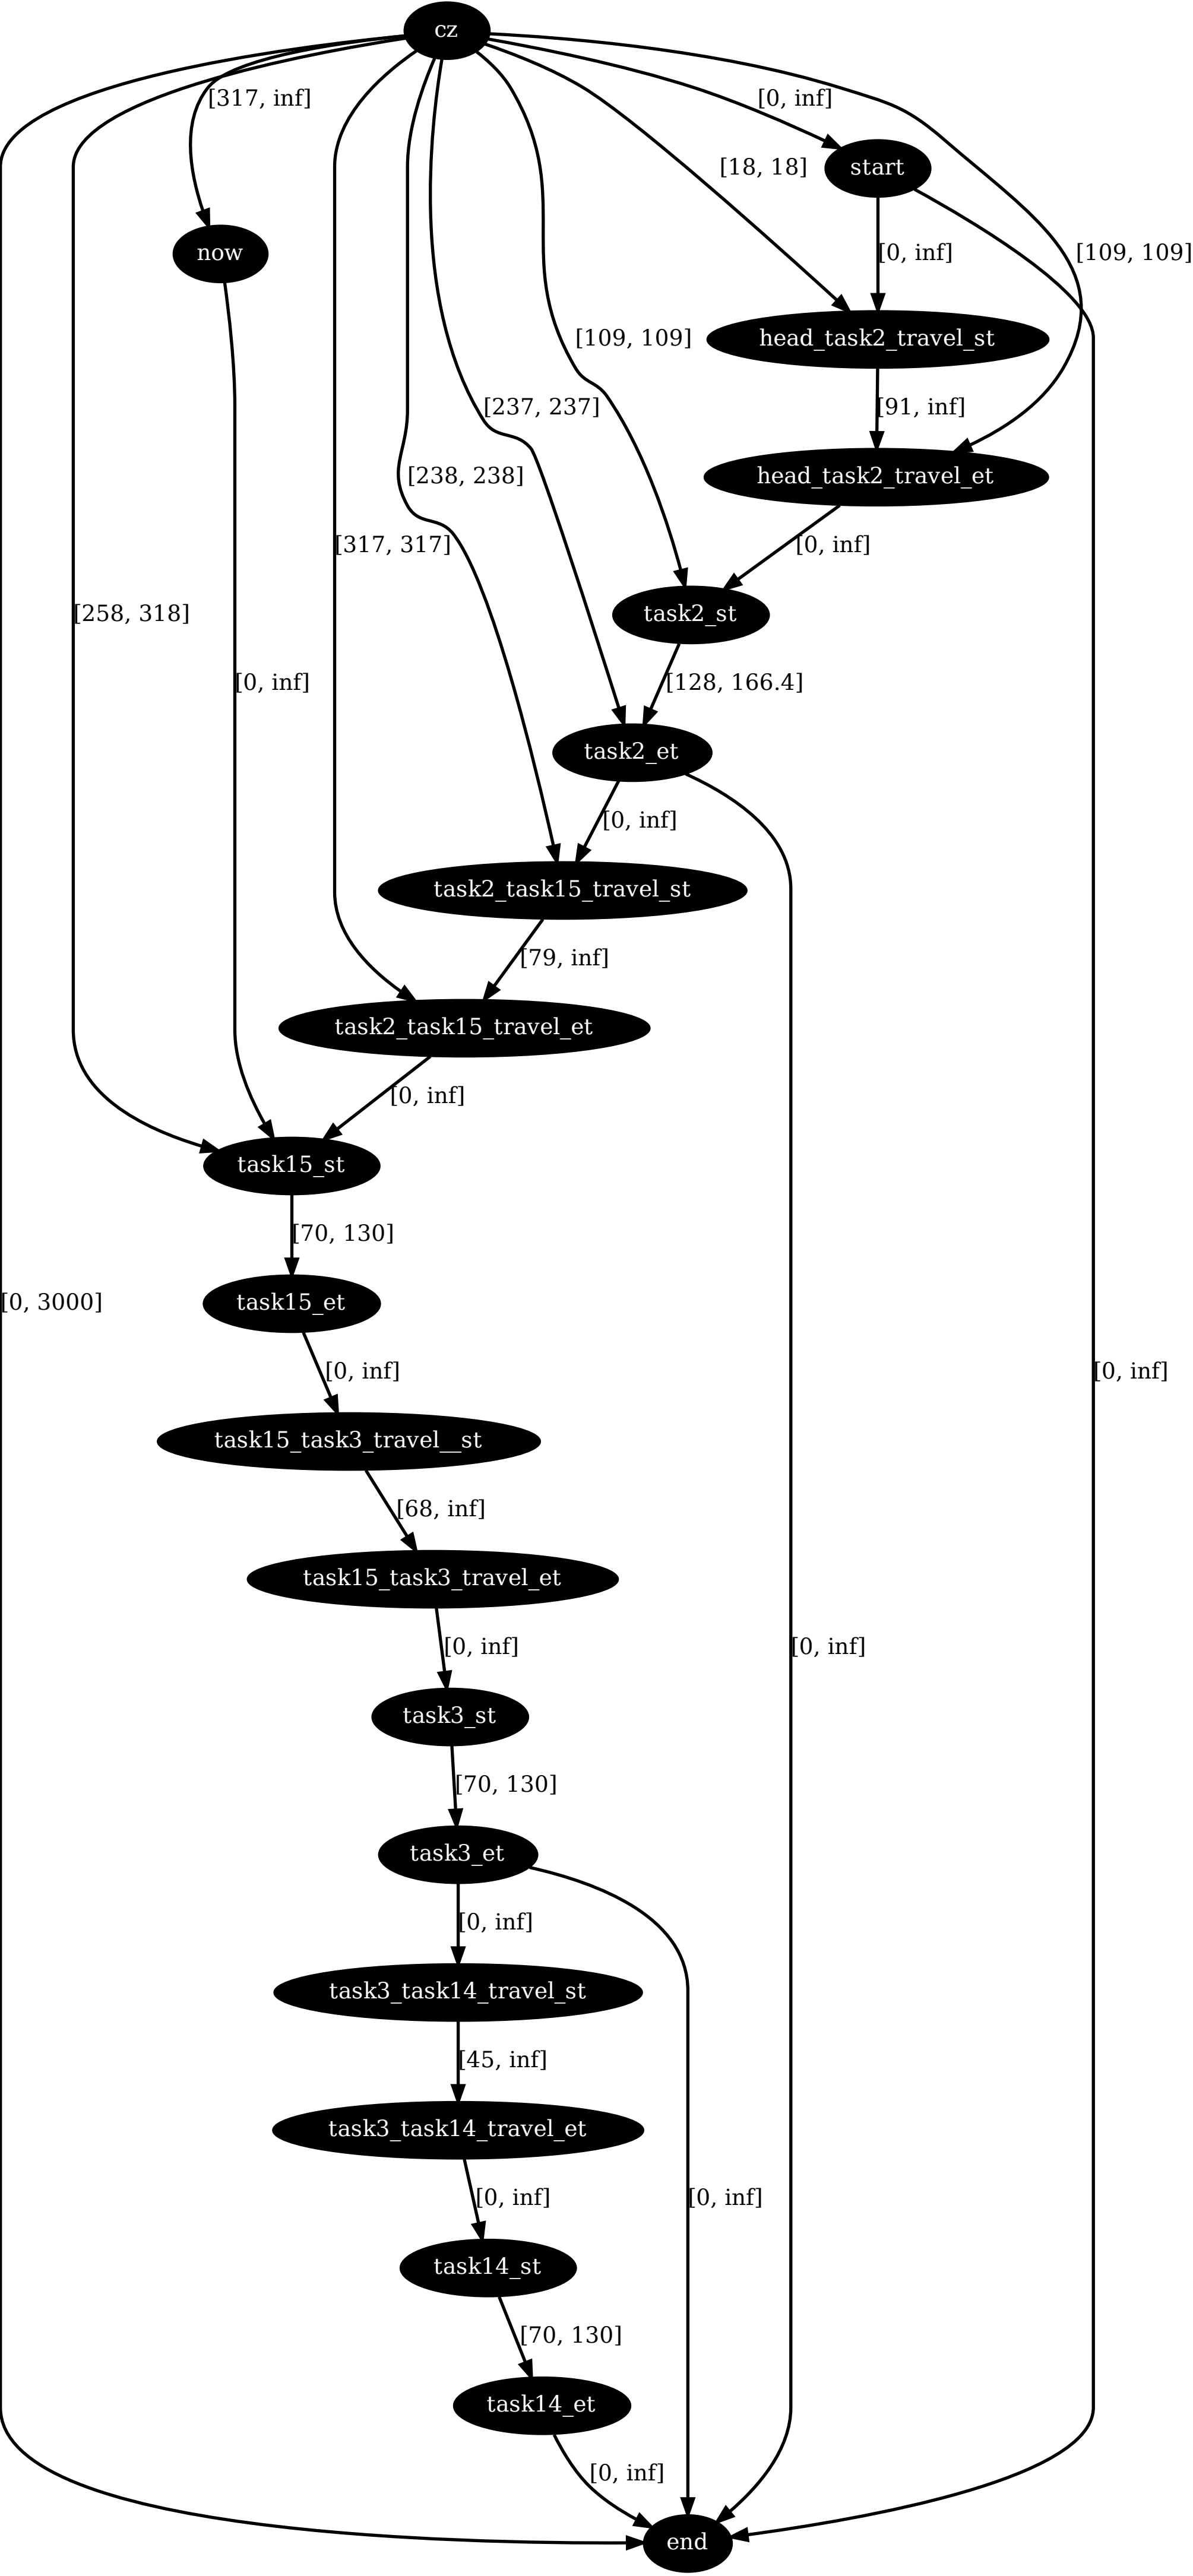 cz
[317, inf]
[0, inf]
start
[18, 18]
now
[0, inf]
[109, 109]
[109, 109]
head_task2_travel_st
[237, 237]
[91, inf]
[238, 238]
head_task2_travel_et
[317, 317]
[0, inf]
[258, 318]
task2_st
[0, inf]
[128, 166.4]
task2_et
[0, inf]
task2_task15_travel_st
[79, inf]
task2_task15_travel_et
[0, inf]
task15_st
[70, 130]
[0, 3000]
task15_et
[0, inf]
[0, inf]
task15_task3_travel__st
[68, inf]
task15_task3_travel_et
[0, inf]
[0, inf]
task3_st
[70, 130]
task3_et
[0, inf]
task3_task14_travel_st
[45, inf]
task3_task14_travel_et
[0, inf]
[0, inf]
task14_st
[70, 130]
task14_et
[0, inf]
end